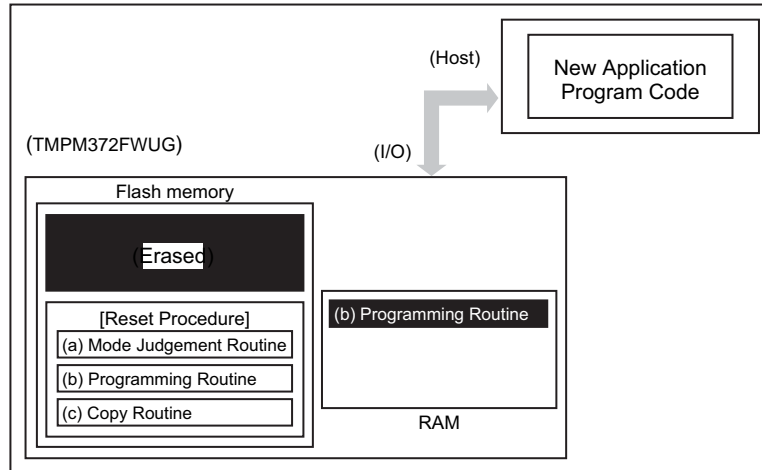 (Host)
New Application
Program Code
(TMPM372FWUG)
(I/O)
Flash memory
(Erased)
[Reset Procedure]
(a) Mode Judgement Routine
(b) Programming Routine
(c) Copy Routine
(b) Programming Routine
RAM